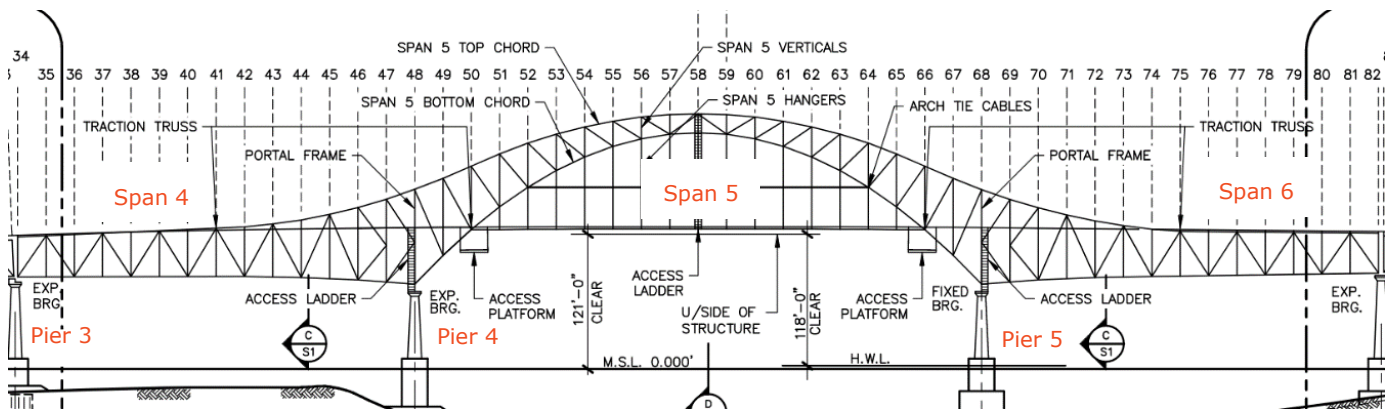 34
35 36 37 38 39 40 41 42 43 44 45 46 47 48 49 50 51 52 53 54 55 56 57 58 59 60 61 62 63 64 65 66 67 68 69 70 71 72 73 74 75 76 77 78 79 80 81 82
SPAN 5 TOP CHORD
SPAN 5 VERTICALS
SPAN 5 BOTTOM CHORD
SPAN 5 HANGERS
ARCH TIE CABLES
TRACTION TRUSS
TRACTION TRUSS
PORTAL FRAME
PORTAL FRAME
Span 4
Span 5
Span 6
EXP.
BRG.
ACCESS LADDER
EXP.
BRG.
ACCESS
PLATFORM
121'-0"
CLEAR
ACCESS
LADDER
U/SIDE OF
STRUCTURE
118'-0"
CLEAR
ACCESS
PLATFORM
FIXED
BRG.
ACCESS LADDER
EXP.
BRG.
Pier 3
Pier 4
Pier 5
C
S1
C
S1
M.S.L. 0.000'
H.W.L.
D